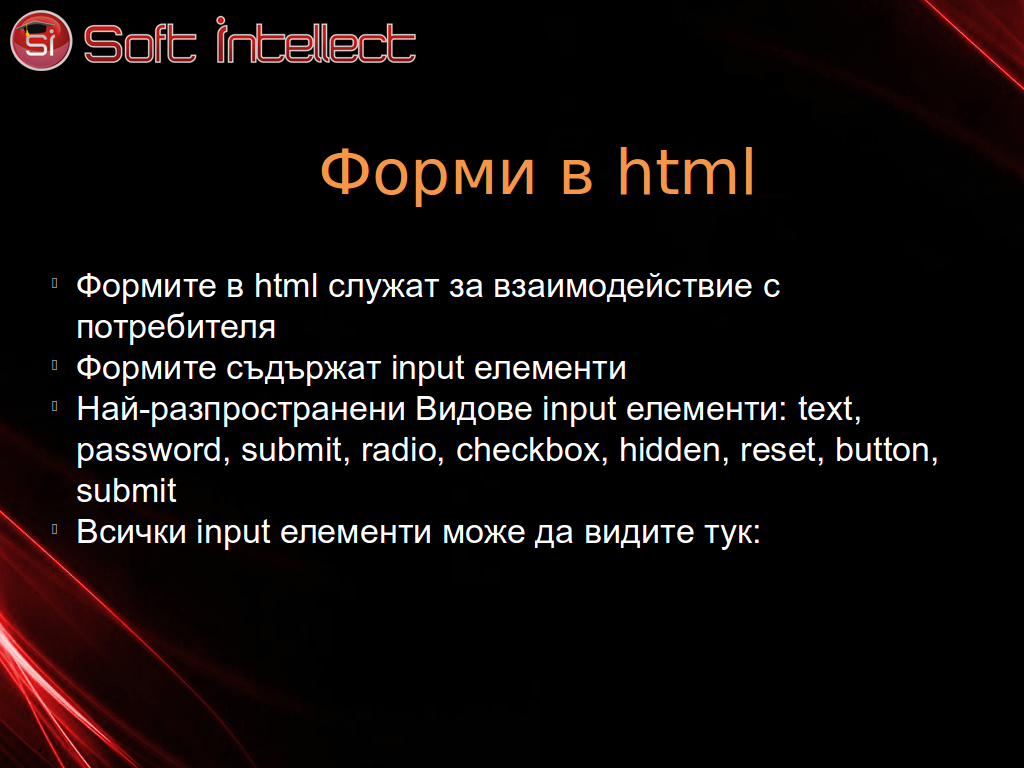 Si Soft Intellect
Форми в html
Формите в html служат за взаимодействие с
потребителя
Формите съдържат input елементи
Най-разпространени Видове input елементи: text,
password, submit, radio, checkbox, hidden, reset, button,
submit
Всички input елементи може да видите тук: